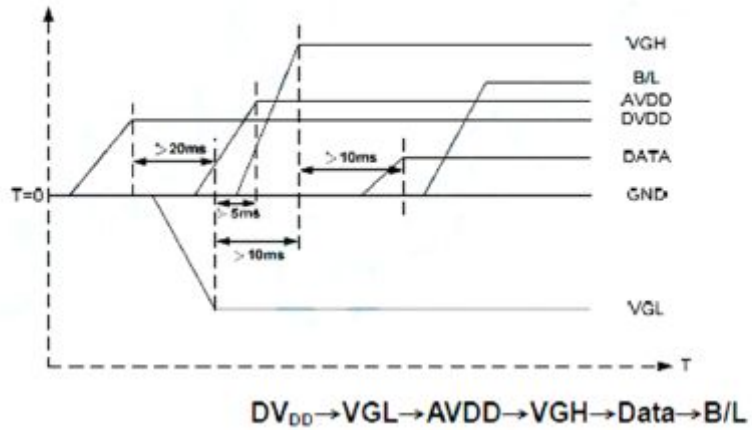 VGH
B/L
AVDD
DVDD
> 20ms
> 10ms
DATA
T=0
GND
> 5ms
> 10ms
VGL
T
DVDD→VGL→AVDD→VGH→Data→B/L